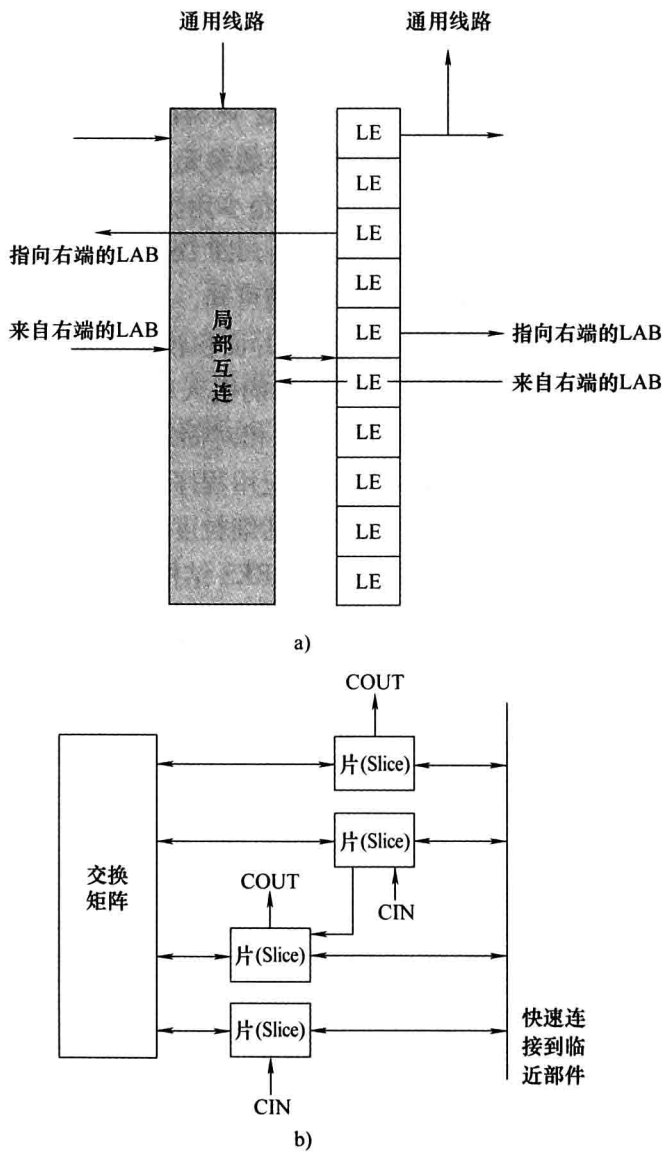 通用线路
通用线路
LE
LE
LE
指向右端的LAB
LE
来自右端的LAB
局部互连
LE
指向右端的LAB
LE
来自右端的LAB
LE
LE
LE
LE
a)
COUT
片(Slice)
片(Slice)
交换
矩阵
COUT
CIN
片(Slice)
片(Slice)
快速连
接到临
近部件
CIN
b)